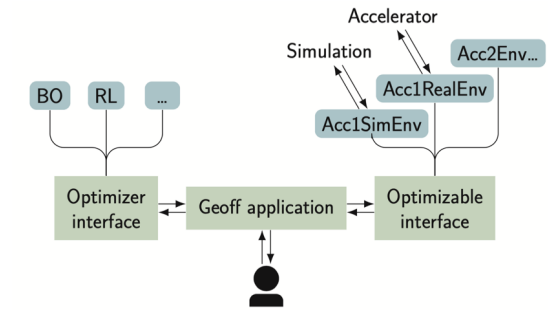 Accelerator
Simulation
Acc2Env...
BO
RL
...
Acc1RealEnv
Acc1SimEnv
Optimizer
interface
Geoff application
Optimizable
interface